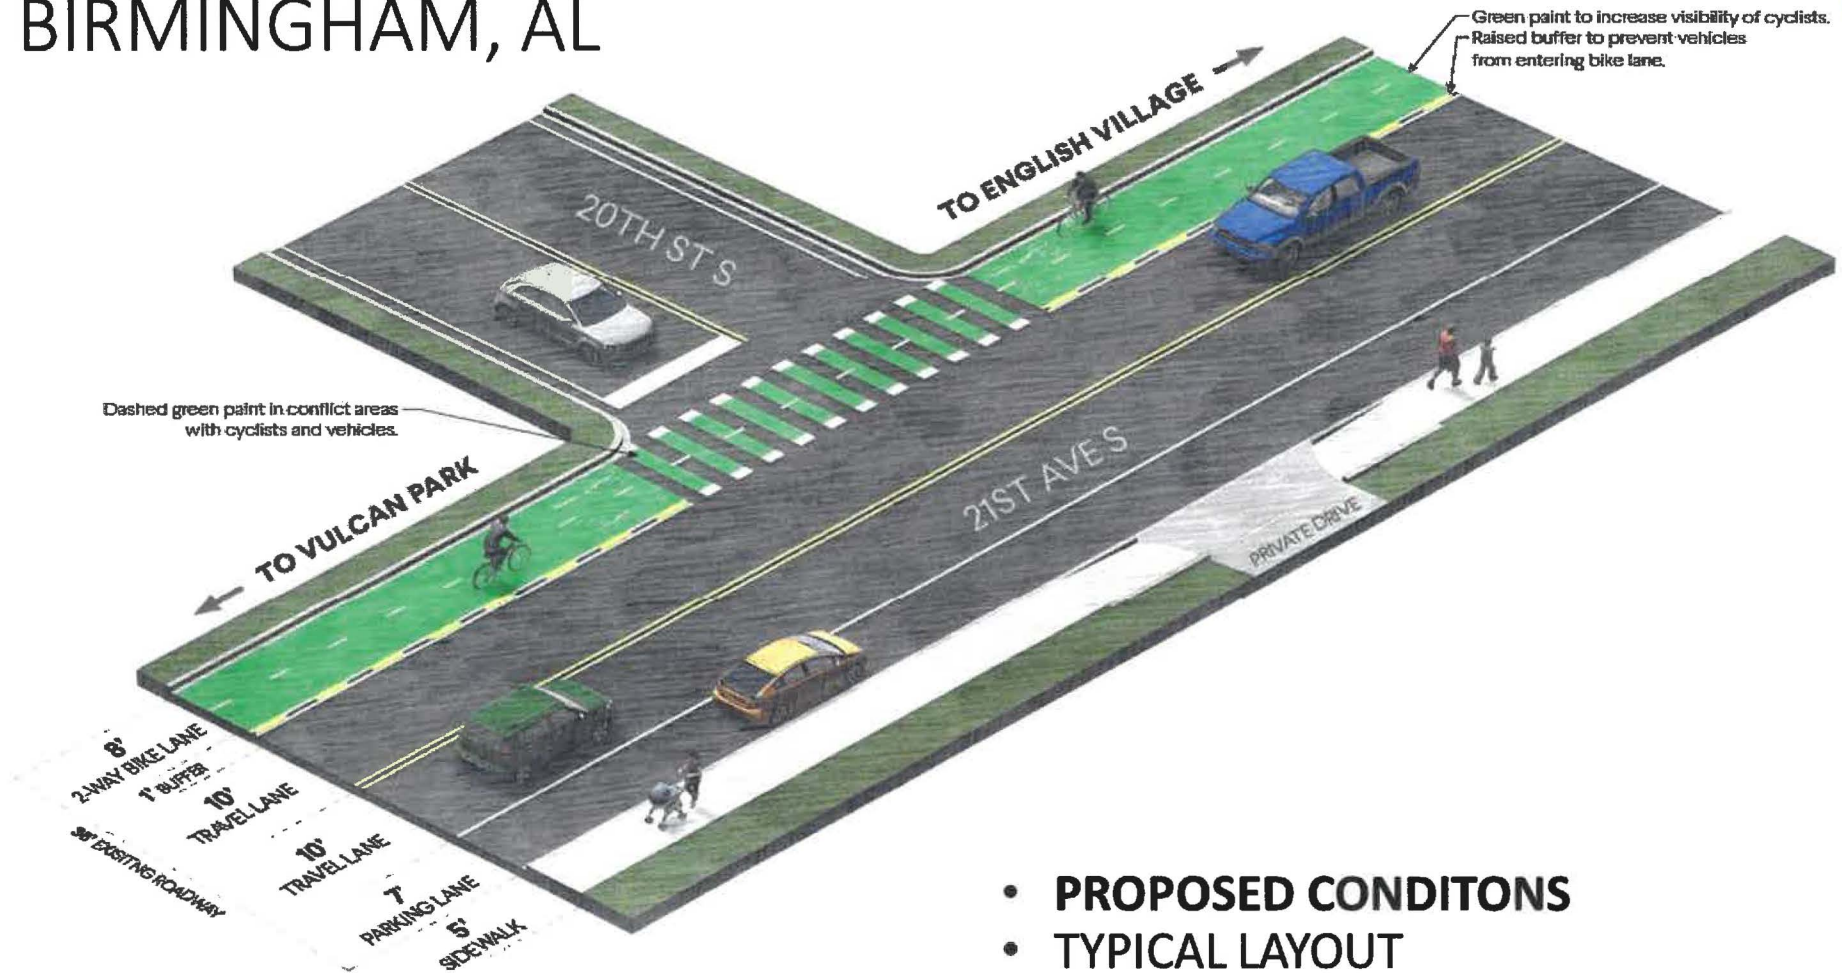 BIRMINGHAM, AL
Green paint to increase visibility of cyclists.
Raised buffer to prevent vehicles
from entering bike lane.
TO ENGLISH VILLAGE
20TH ST S
Dashed green paint in conflict areas
with cyclists and vehicles.
TO VULCAN PARK
21ST AVE S
PRIVATE DRIVE
8'
2-WAY BIKE LANE
1' BUFFER
10'
TRAVEL LANE
10'
TRAVEL LANE
7'
PARKING LANE
5'
SIDEWALK
36' EXISITNG ROADWAY
• PROPOSED CONDITONS
• TYPICAL LAYOUT